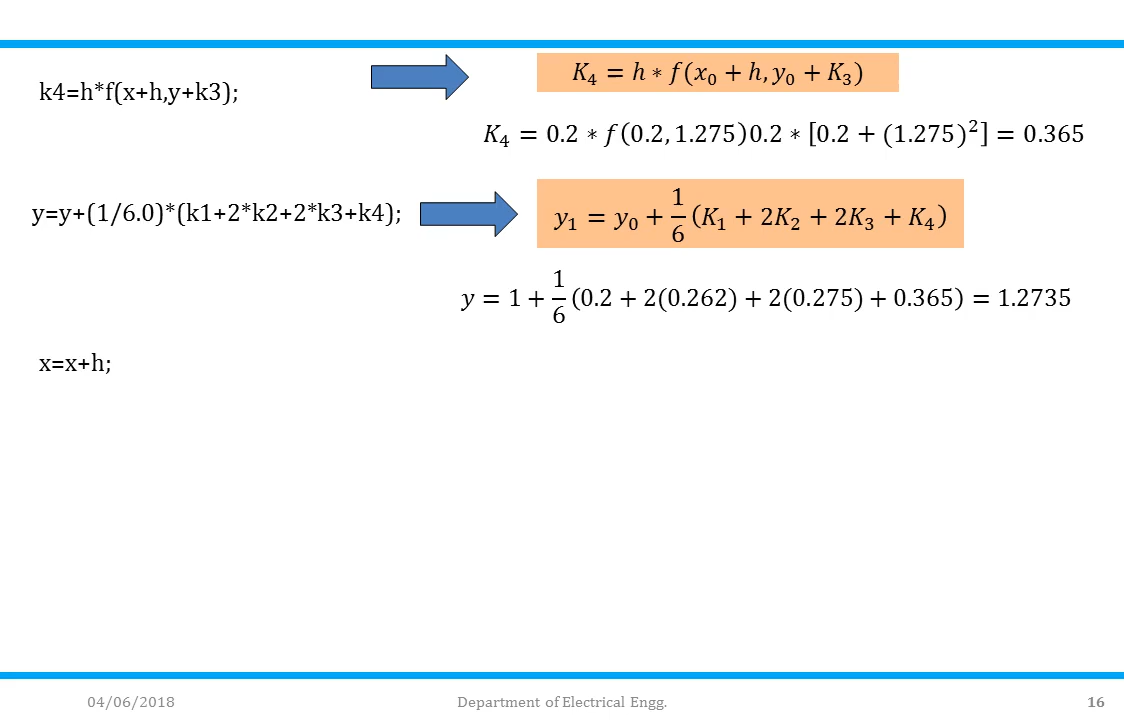 k4=h*f(x+h,y+k3);
𝐾₄ = ℎ ∗ 𝑓(𝑥₀ + ℎ, 𝑦₀ + 𝐾₃)
𝐾₄ = 0.2 ∗ 𝑓(0.2, 1.275)0.2 ∗ [0.2 + (1.275)²] = 0.365
y=y+(1/6.0)*(k1+2*k2+2*k3+k4);
𝑦₁ = 𝑦₀ + 1/6 (𝐾₁ + 2𝐾₂ + 2𝐾₃ + 𝐾₄)
𝑦 = 1 + 1/6 (0.2 + 2(0.262) + 2(0.275) + 0.365) = 1.2735
x=x+h;
04/06/2018 Department of Electrical Engg. 16